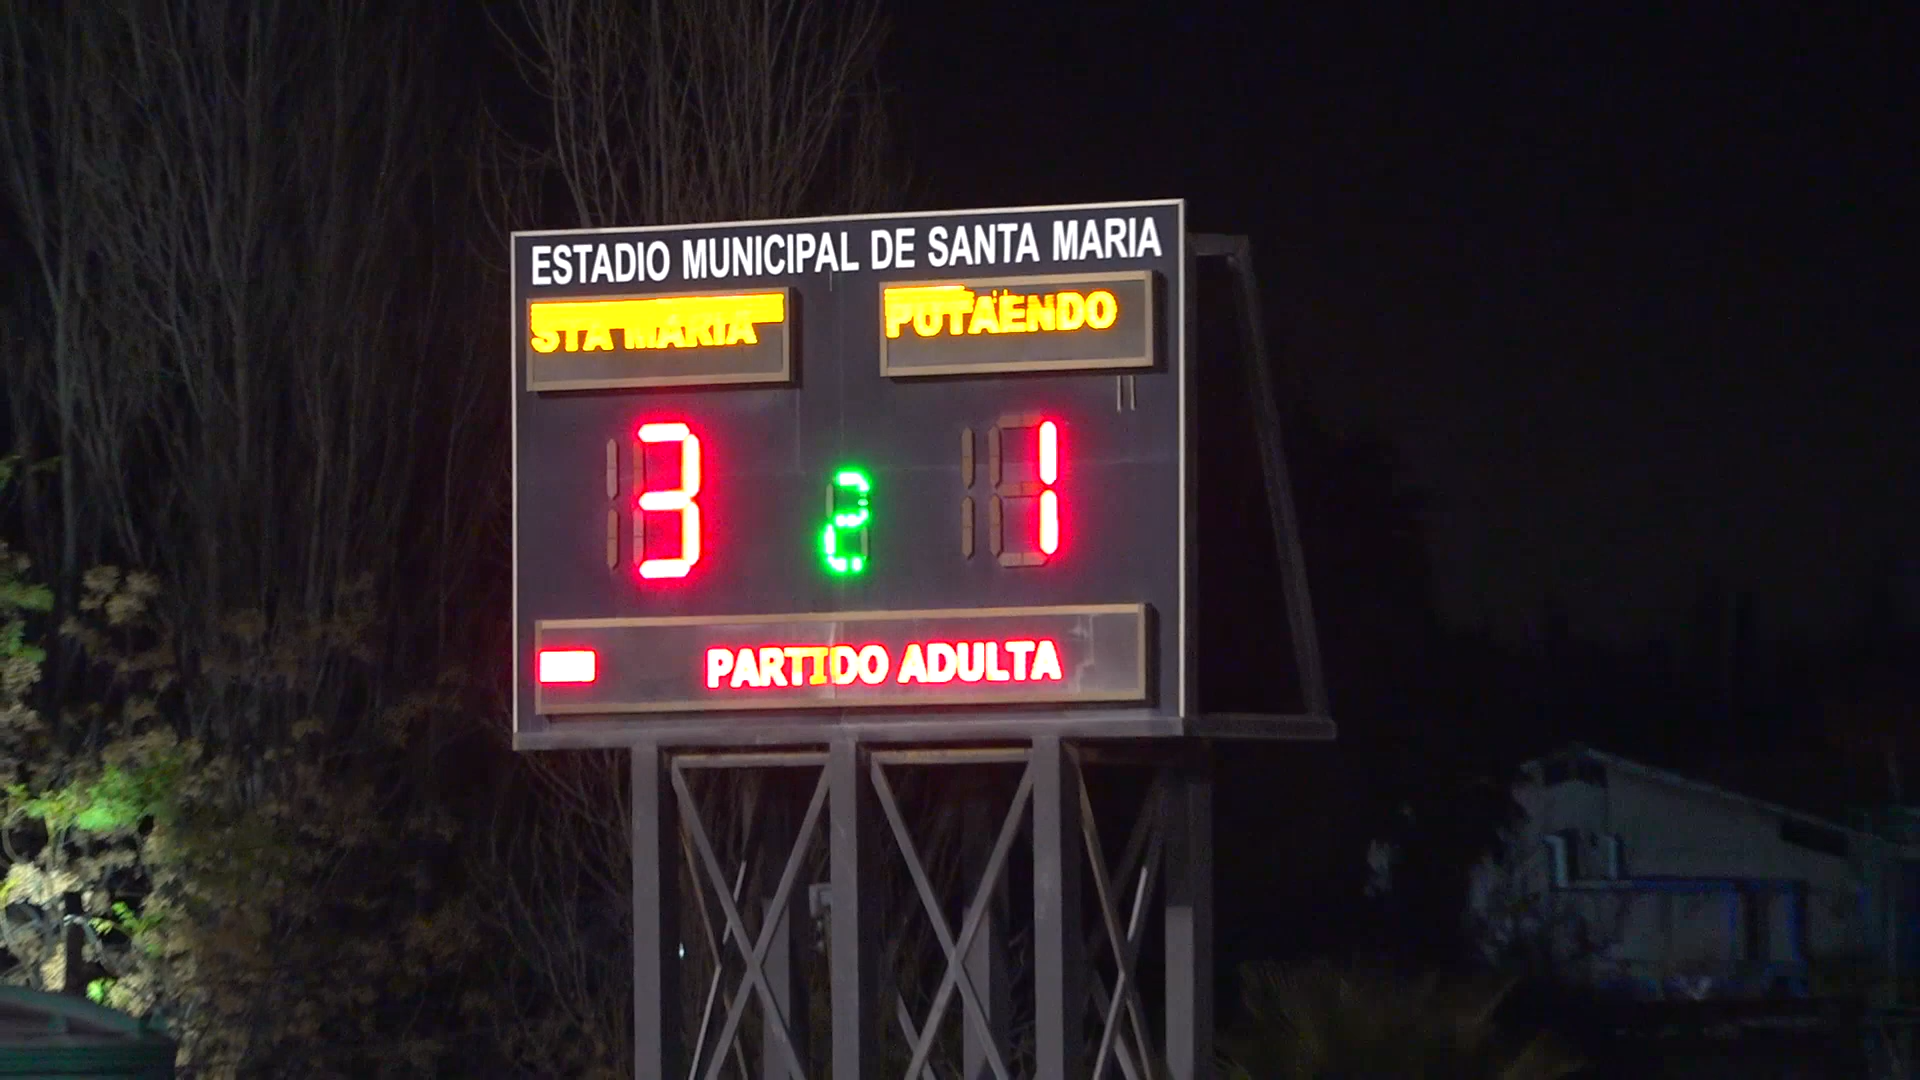 ESTADIO MUNICIPAL DE SANTA MARIA
STA MARIA
PUTAENDO
3
2
1
PARTIDO ADULTA